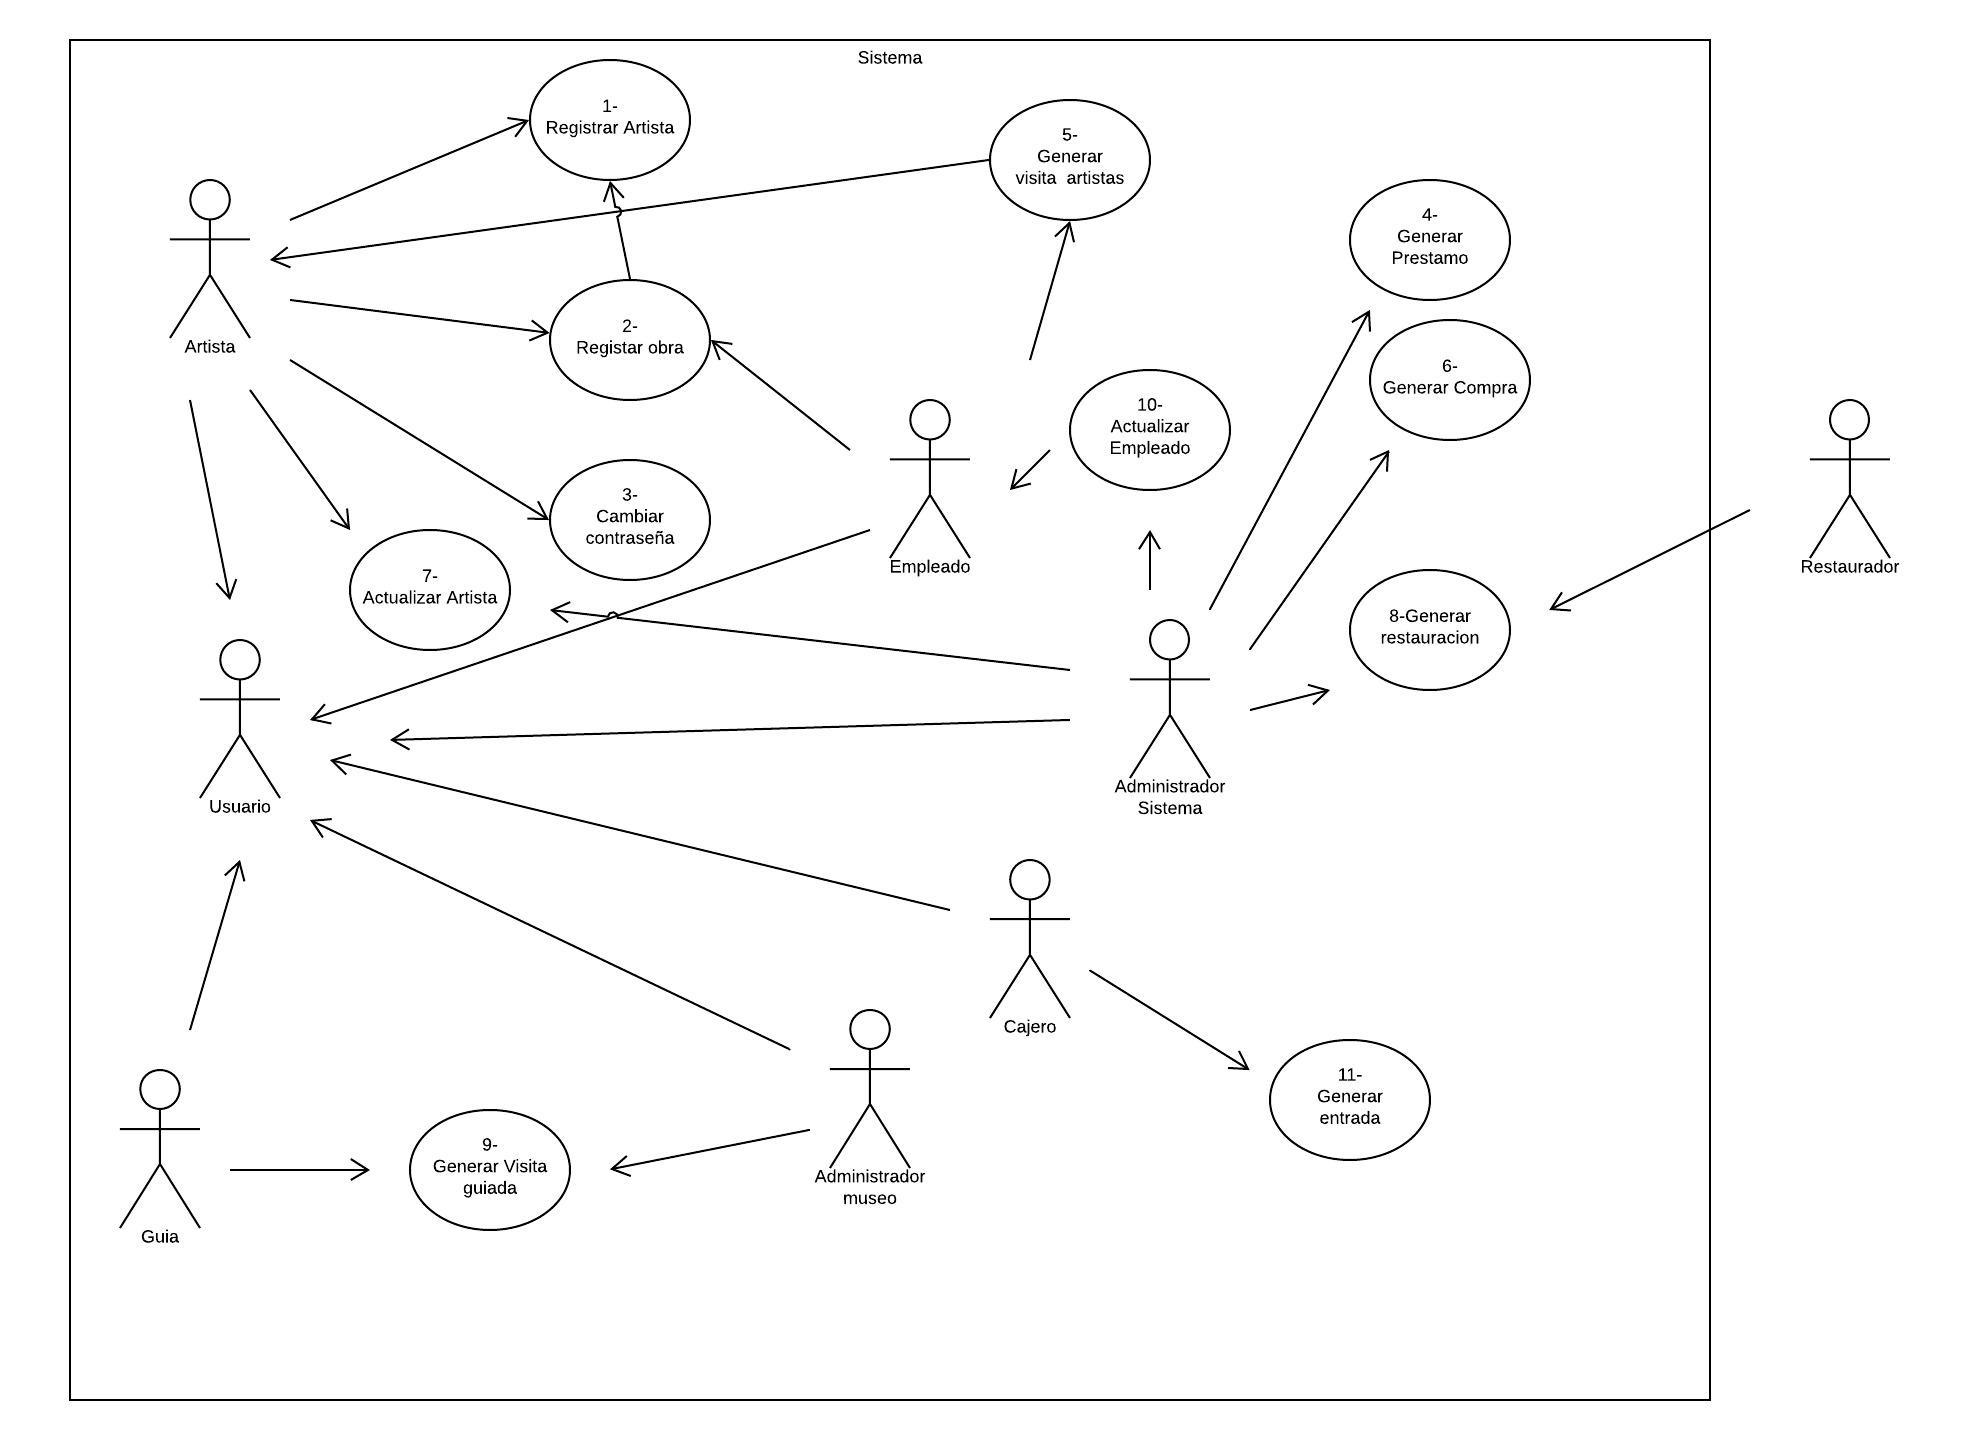 Sistema
1-
Registrar Artista
5-
Generar
visita  artistas
4-
Generar
Prestamo
Artista
2-
Registar obra
6-
Generar Compra
10-
Actualizar
Empleado
3-
Cambiar
contraseña
Empleado
Restaurador
7-
Actualizar Artista
8-Generar
restauracion
Usuario
Administrador
Sistema
Cajero
11-
Generar
entrada
9-
Generar Visita
guiada
Administrador
museo
Guia